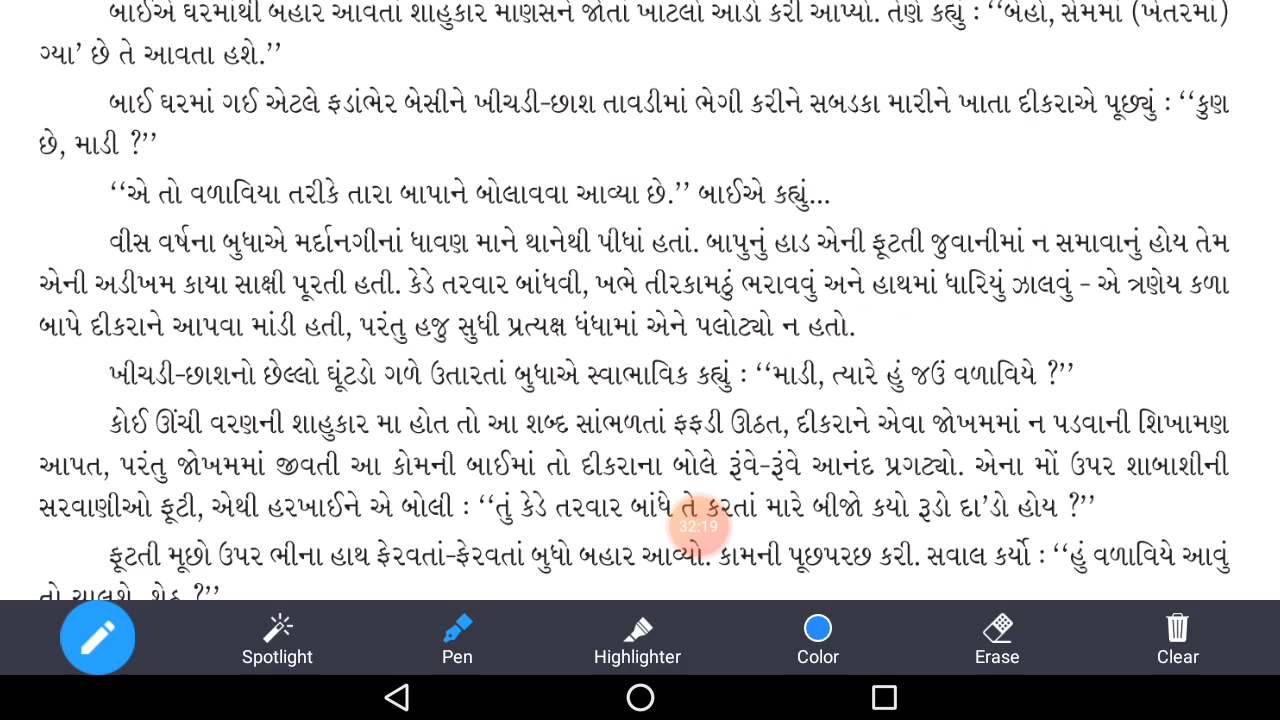 બાઈએ ઘરમાંથી બહાર આવતાં શાહુકાર માણસને જોતાં ખાટલો આડો કરી આપ્યો. તેણે કહ્યું : “બેહો, સેમમાં (ખેતરમાં)
ગ્યા’ છે તે આવતા હશે.”
બાઈ ઘરમાં ગઈ એટલે ફડાંભેર બેસીને ખીચડી-છાશ તાવડીમાં ભેગી કરીને સબડકા મારીને ખાતા દીકરાએ પૂછ્યું : “કુણ
છે, માડી ?”
“એ તો વળાવિયા તરીકે તારા બાપાને બોલાવવા આવ્યા છે.” બાઈએ કહ્યું...
વીસ વર્ષના બુધાએ મર્દાનગીનાં ધાવણ માને થાનેથી પીધાં હતાં. બાપુનું હાડ એની ફૂટતી જુવાનીમાં ન સમાવાનું હોય તેમ
એની અડીખમ કાયા સાક્ષી પૂરતી હતી. કેડે તરવાર બાંધવી, ખભે તીરકામઠું ભરાવવું અને હાથમાં ધારિયું ઝાલવું - એ ત્રણેય કળા
બાપે દીકરાને આપવા માંડી હતી, પરંતુ હજુ સુધી પ્રત્યક્ષ ધંધામાં એને પલોટ્યો ન હતો.
ખીચડી-છાશનો છેલ્લો ઘૂંટડો ગળે ઉતારતાં બુધાએ સ્વાભાવિક કહ્યું : “માડી, ત્યારે હું જઉં વળાવિયે ?”
કોઈ ઊંચી વરણની શાહુકાર મા હોત તો આ શબ્દ સાંભળતાં ફફડી ઊઠત, દીકરાને એવા જોખમમાં ન પડવાની શિખામણ
આપત, પરંતુ જોખમમાં જીવતી આ કોમની બાઈમાં તો દીકરાના બોલે રૂંવે-રૂંવે આનંદ પ્રગટ્યો. એના મોં ઉપર શાબાશીની
સરવાણીઓ ફૂટી, એથી હરખાઈને એ બોલી : “તું કેડે તરવાર બાંધે તે કરતાં મારે બીજો કયો રૂડો દા’ડો હોય ?”
32:19
ફૂટતી મૂછો ઉપર ભીના હાથ ફેરવતાં-ફેરવતાં બુધો બહાર આવ્યો. કામની પૂછપરછ કરી. સવાલ કર્યો : “હું વળાવિયે આવું
તો ચાલશે, શેઠ ?”
Spotlight Pen Highlighter Color Erase Clear